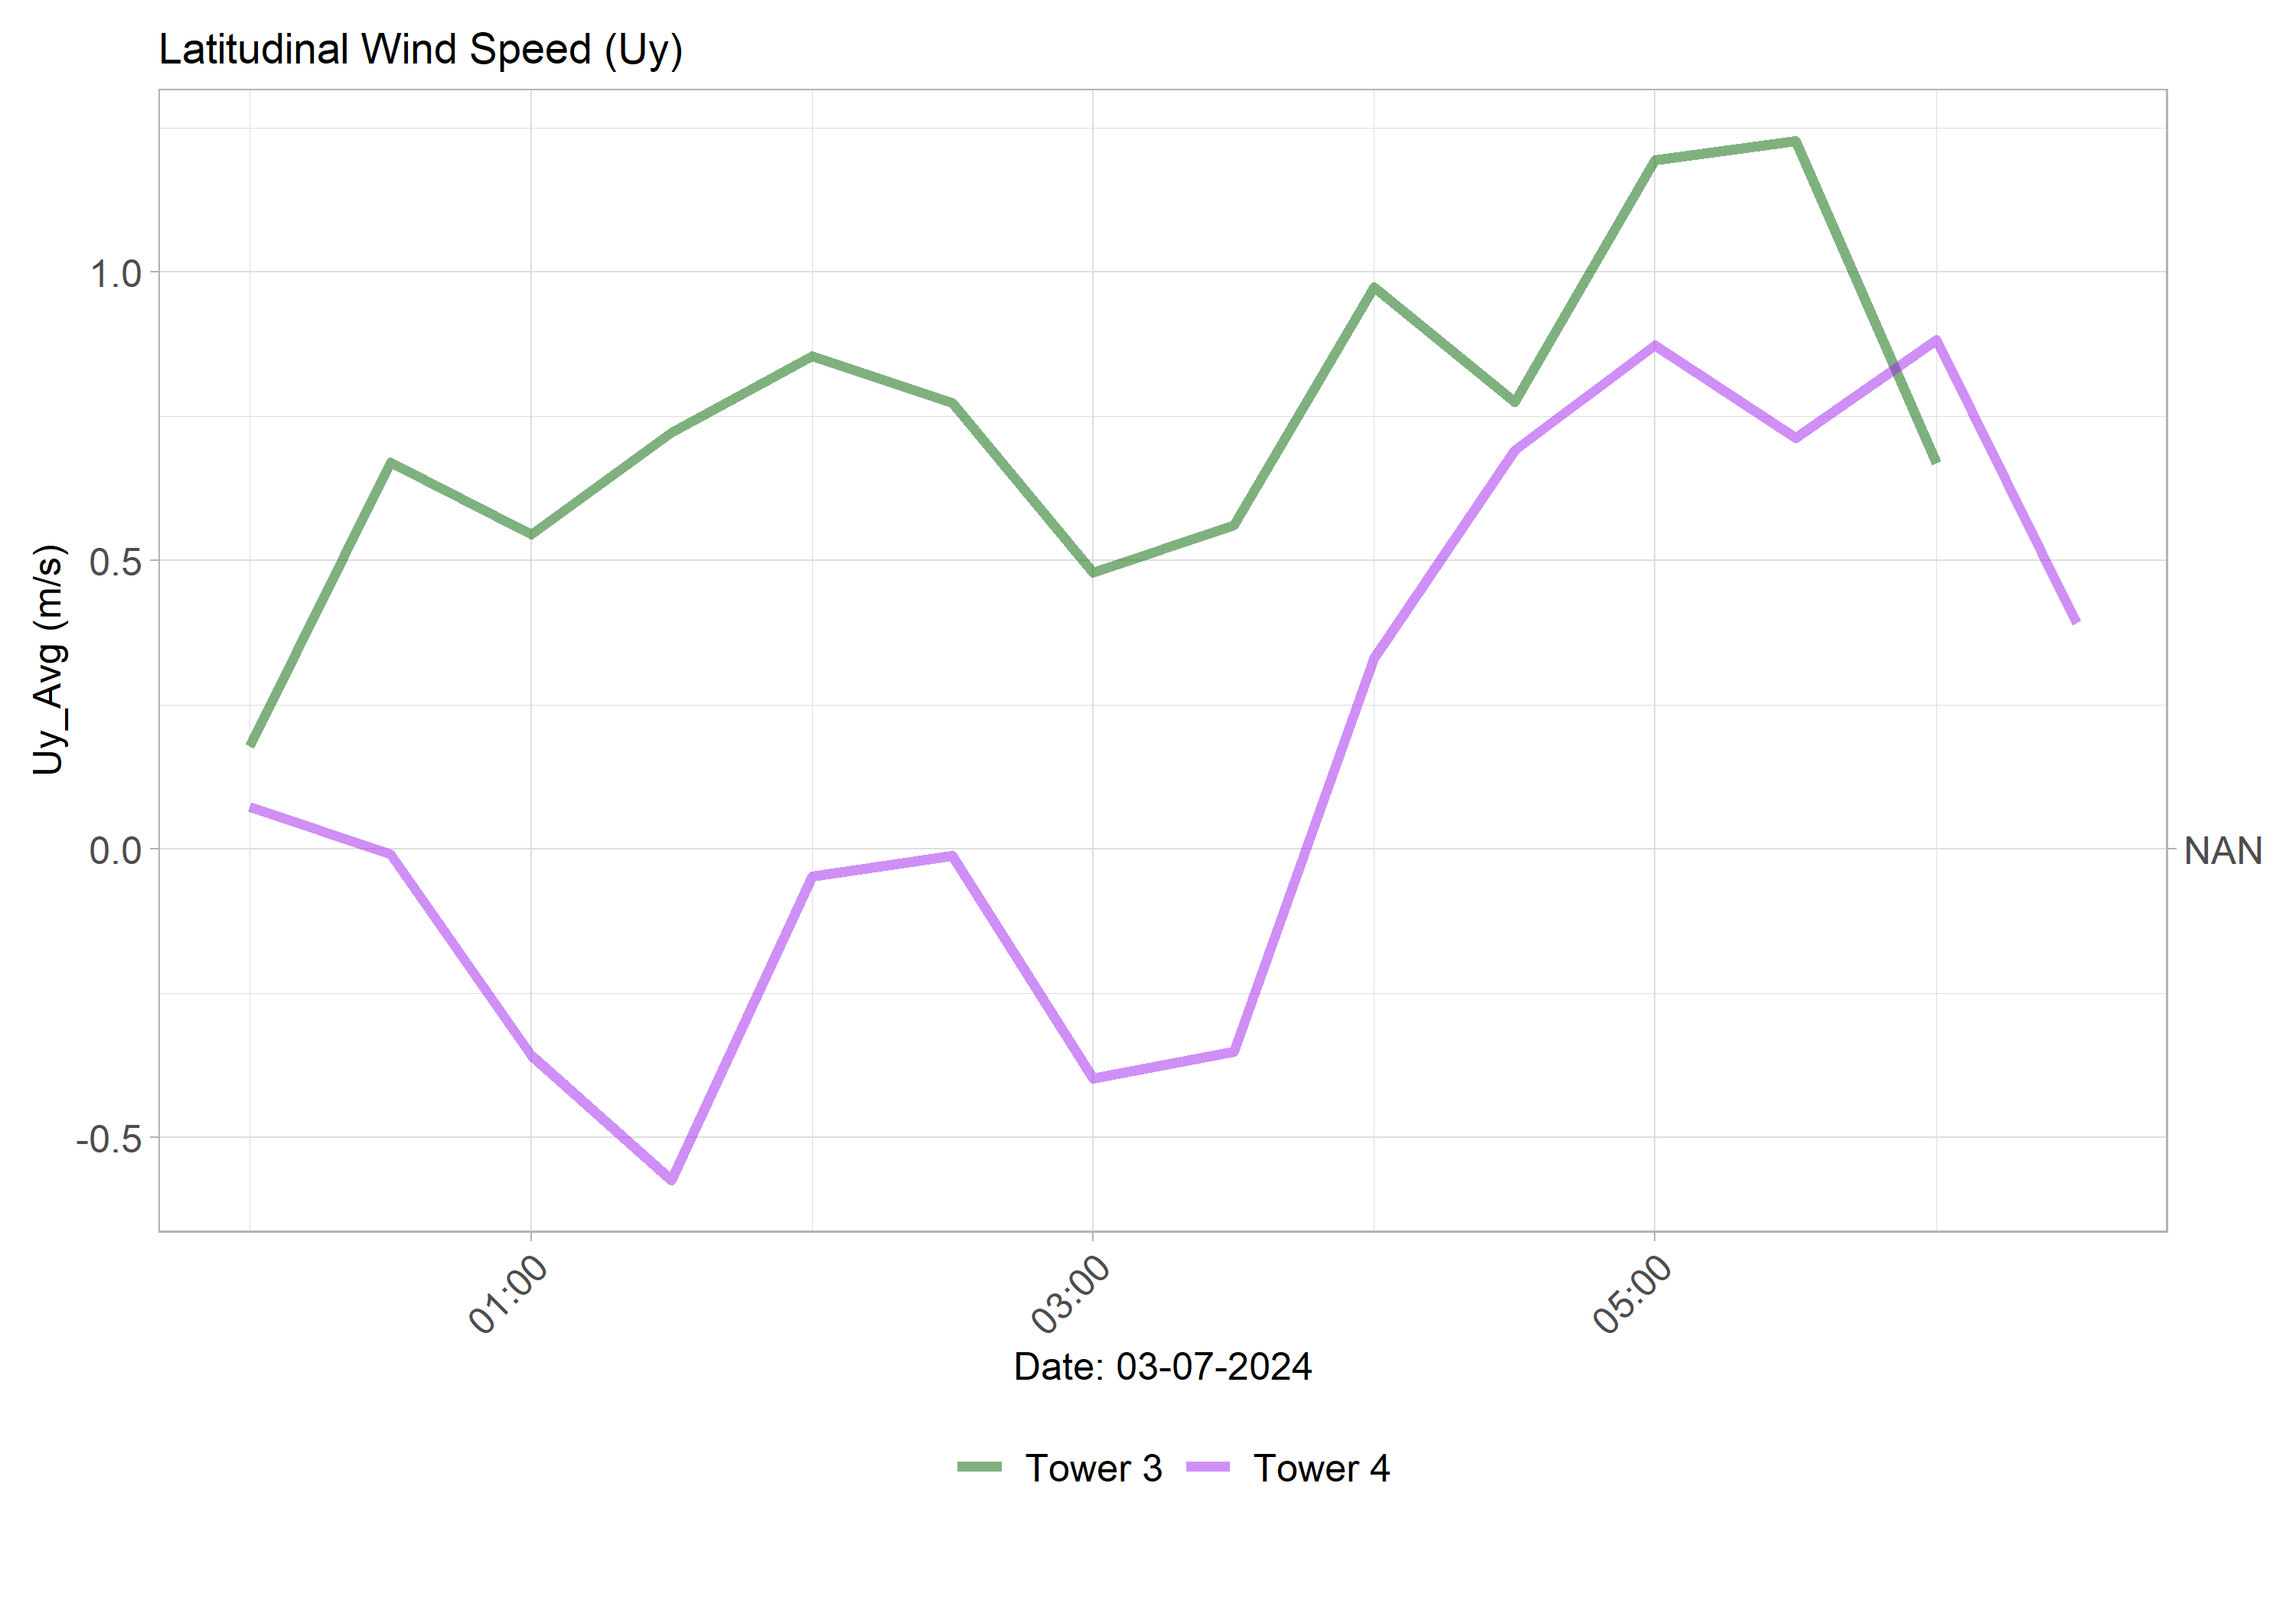 Latitudinal Wind Speed (Uy)
Uy_Avg (m/s)
1.0
0.5
0.0
-0.5
NAN
01:00
03:00
05:00
Date: 03-07-2024
Tower 3
Tower 4